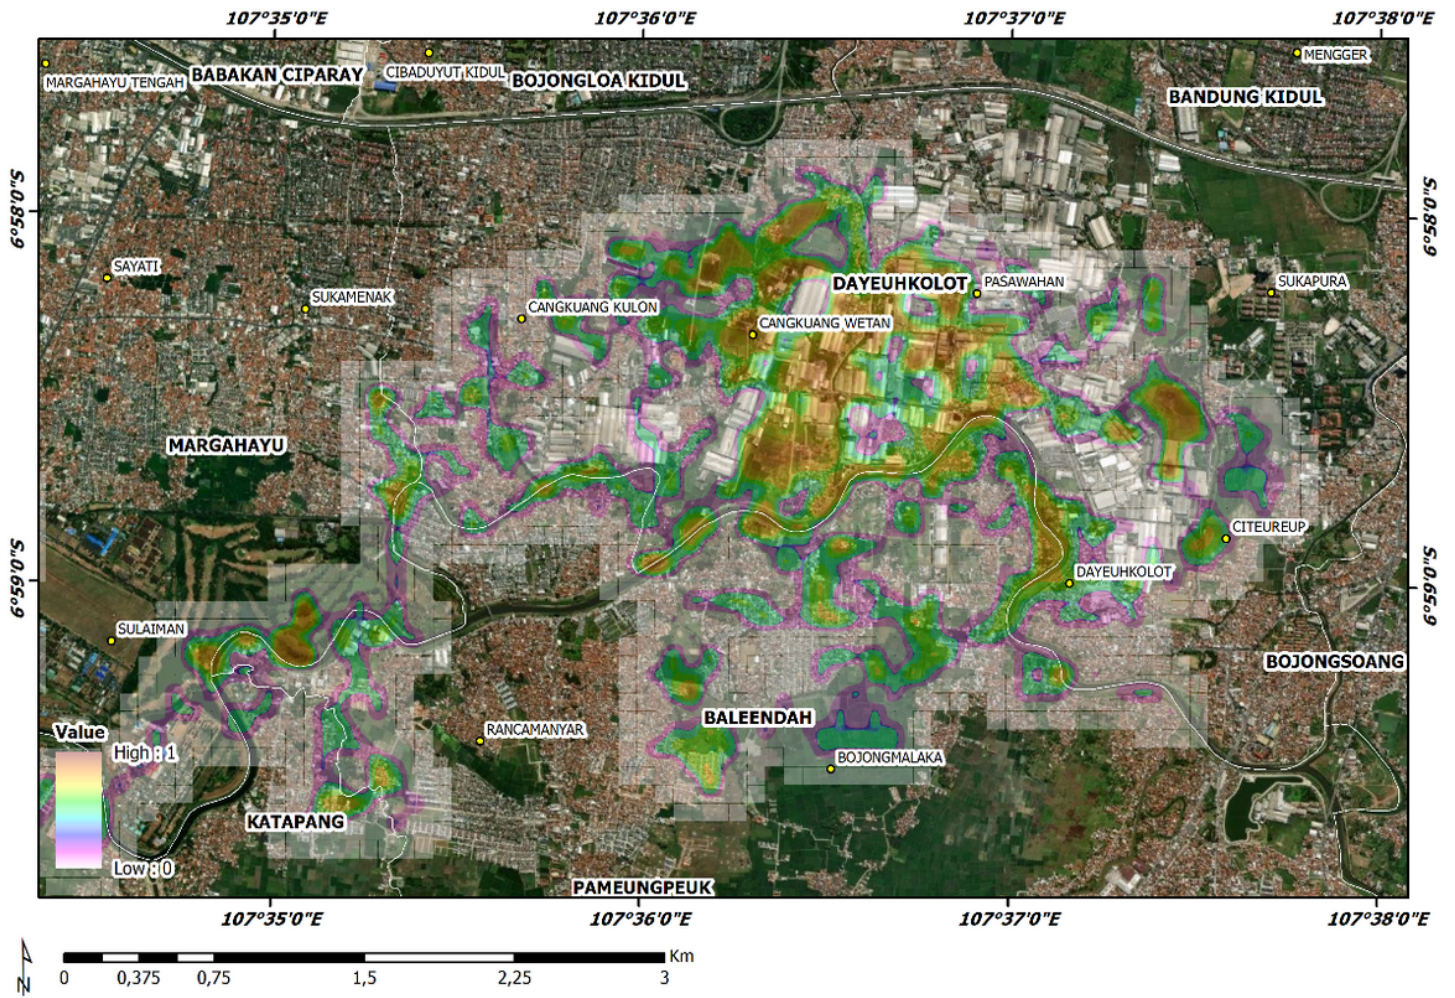 107°35'0"E 107°36'0"E 107°37'0"E 107°38'0"E
MARGAHAYU TENGAH
BABAKAN CIPARAY
CIBADUYUT KIDUL
BOJONGLOA KIDUL
MENGGER
BANDUNG KIDUL
6°58'0"S
6°58'0"S
SAYATI
SUKAMENAK
CANGKUANG KULON
DAYEUHKOLOT
PASAWAHAN
SUKAPURA
CANGKUANG WETAN
MARGAHAYU
CITEUREUP
6°59'0"S
6°59'0"S
DAYEUHKOLOT
SULAIMAN
BOJONGSOANG
BALEENDAH
RANCAMANYAR
BOJONGMALAKA
Value
High : 1
Low : 0
KATAPANG
PAMEUNGPEUK
107°35'0"E 107°36'0"E 107°37'0"E 107°38'0"E
N
Km
0 0,375 0,75 1,5 2,25 3